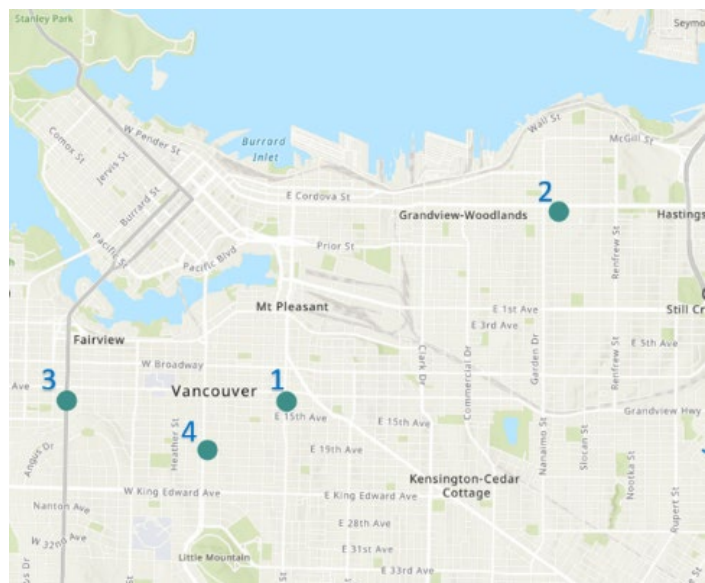 Stanley Park
Seymo
W Pender St
Comox St
Jervis St
Burrard
Inlet
Wall St
McGill St
Burrard St
E Cordova St
2
Grandview-Woodlands
Hastings
Pacific St
Pacific Blvd
Prior St
Renfrew St
Mt Pleasant
E 1st Ave
Still Cr
E 3rd Ave
Fairview
E 5th Ave
W Broadway
Clark Dr
Commercial Dr
Garden Dr
Renfrew St
3
Ave
Vancouver
1
E 15th Ave
E 15th Ave
Grandview Hwy
4
Heather St
Angus Dr
E 19th Ave
Nanaimo St
Slocan St
Nootka St
Rupert St
Kensington-Cedar
Cottage
W King Edward Ave
E King Edward Ave
Nanton Ave
E 28th Ave
W 32nd Ave
Little Mountain
E 31st Ave
us Dr
St
E 33rd Ave